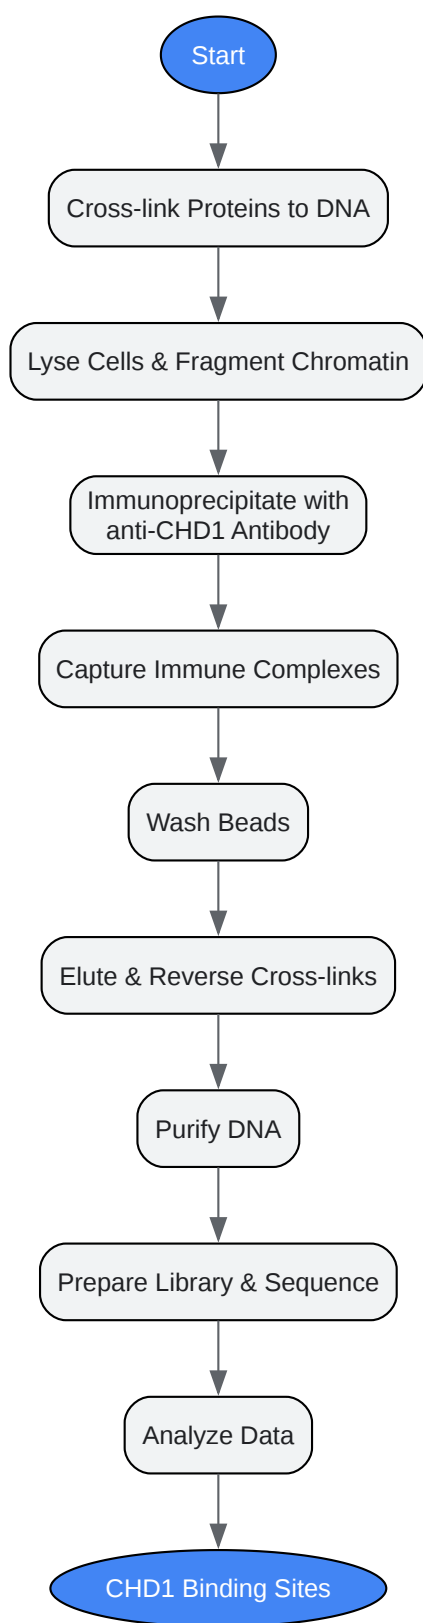 Start
Cross-link Proteins to DNA
Lyse Cells & Fragment Chromatin
Immunoprecipitate with
anti-CHD1 Antibody
Capture Immune Complexes
Wash Beads
Elute & Reverse Cross-links
Purify DNA
Prepare Library & Sequence
Analyze Data
CHD1 Binding Sites